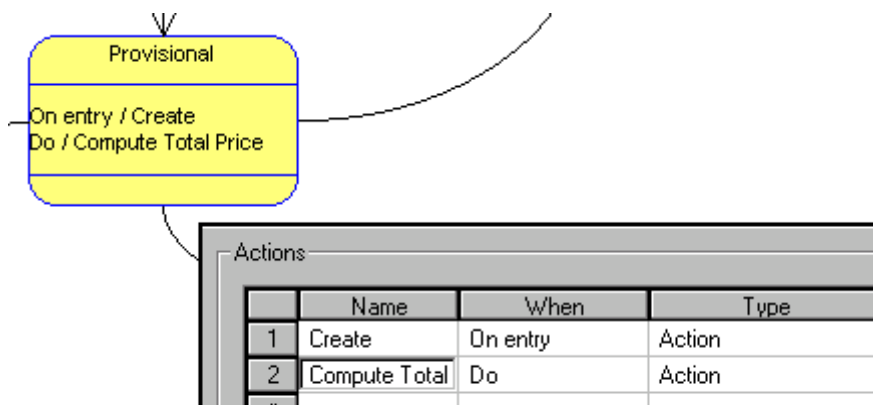 Provisional
On entry / Create
Do / Compute Total Price
Actions
Name When Type
1 Create On entry Action
2 Compute Total Do Action